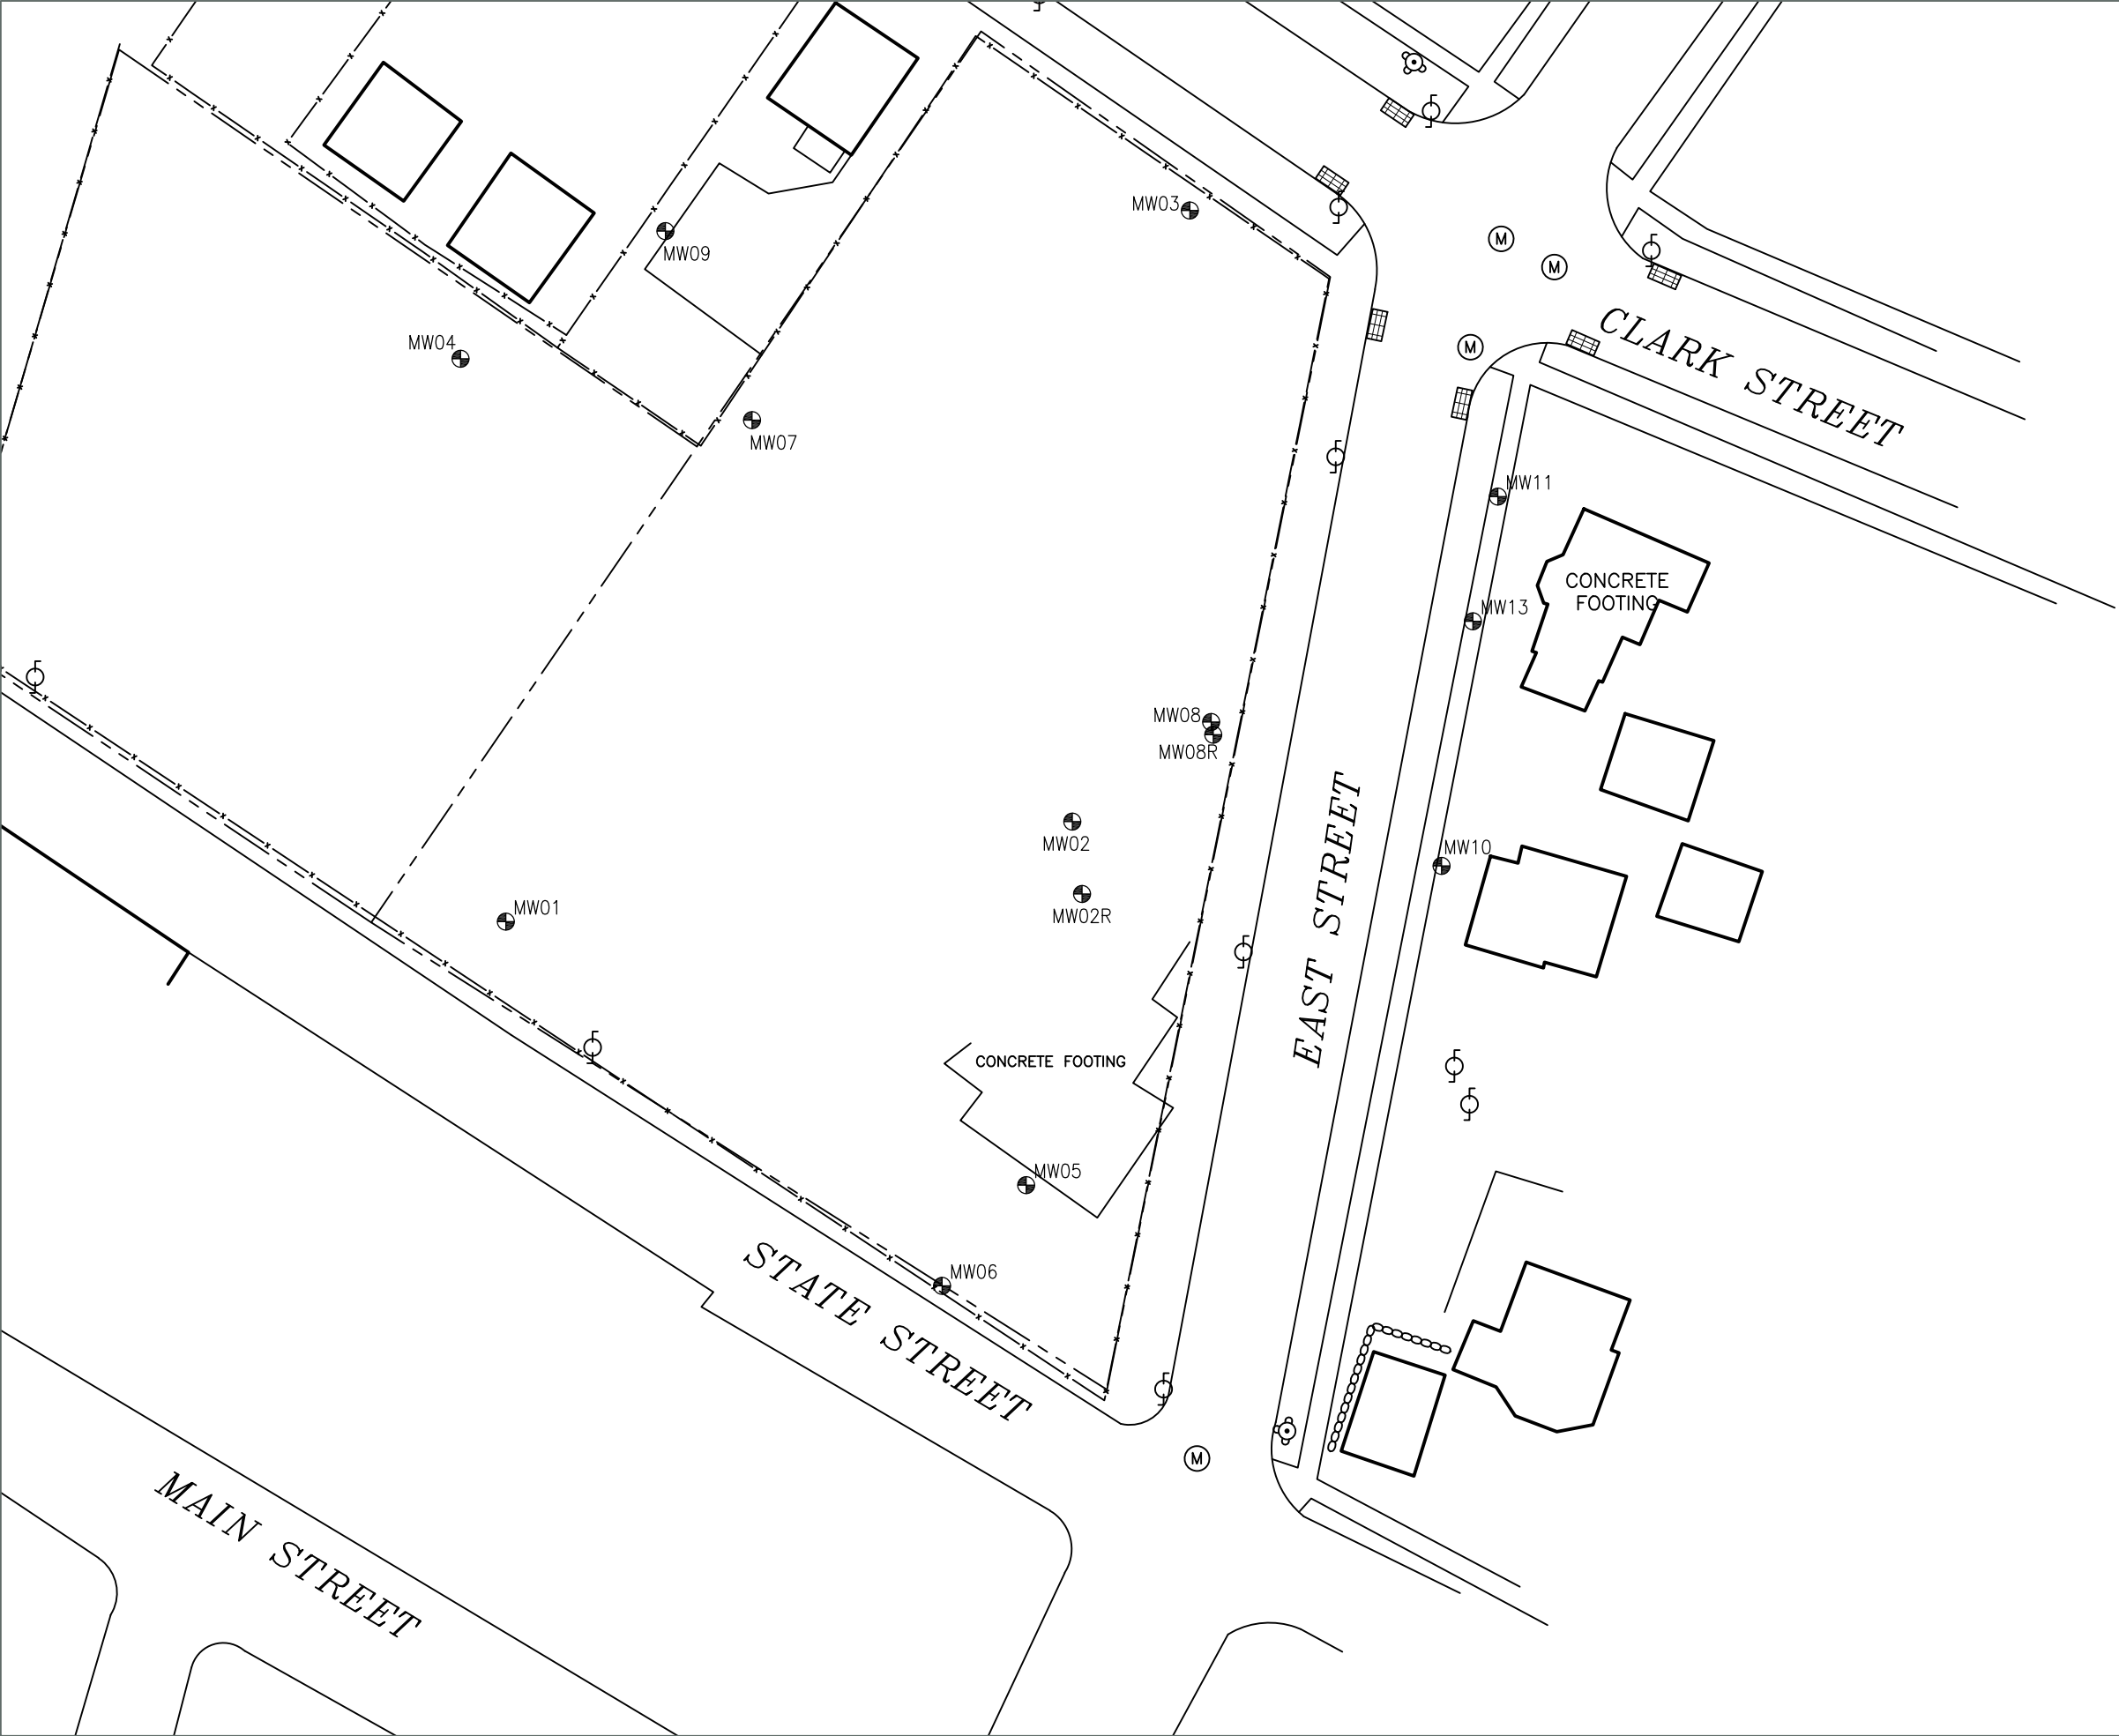 MW03
M
MW09
M
CLARK STREET
MW04
M
MW07
MW11
CONCRETE
FOOTING
MW13
MW08
MW08R
EAST STREET
MW02
MW10
MW02R
MW01
CONCRETE FOOTING
MW05
MW06
STATE STREET
M
MAIN STREET